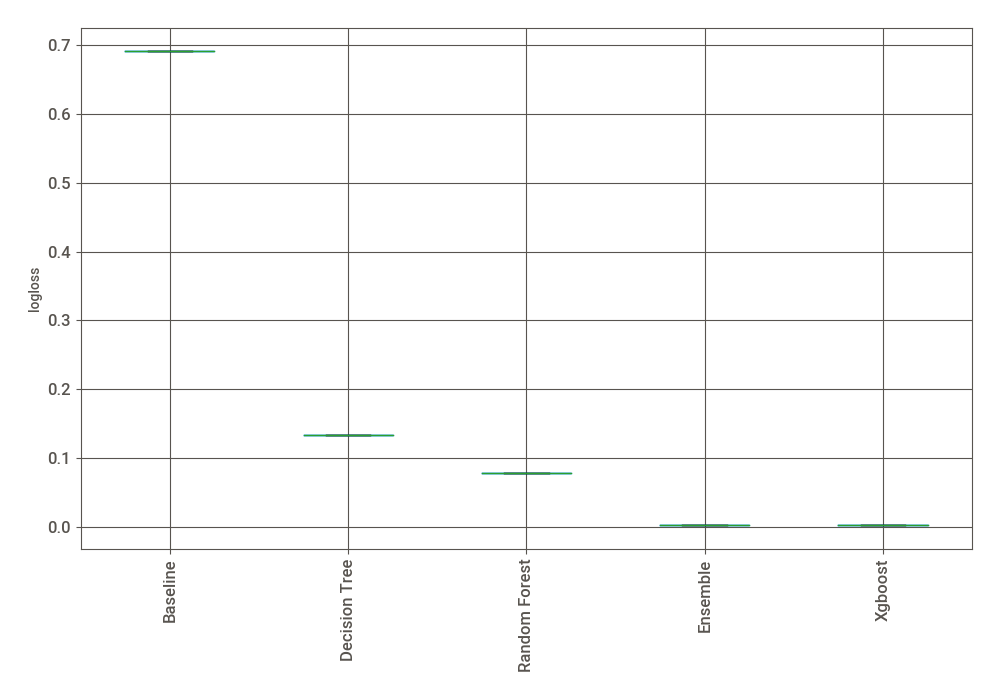 0.7
0.6
0.5
0.4
0.3
0.2
0.1
0.0
logloss
Baseline
Decision Tree
Random Forest
Ensemble
Xgboost